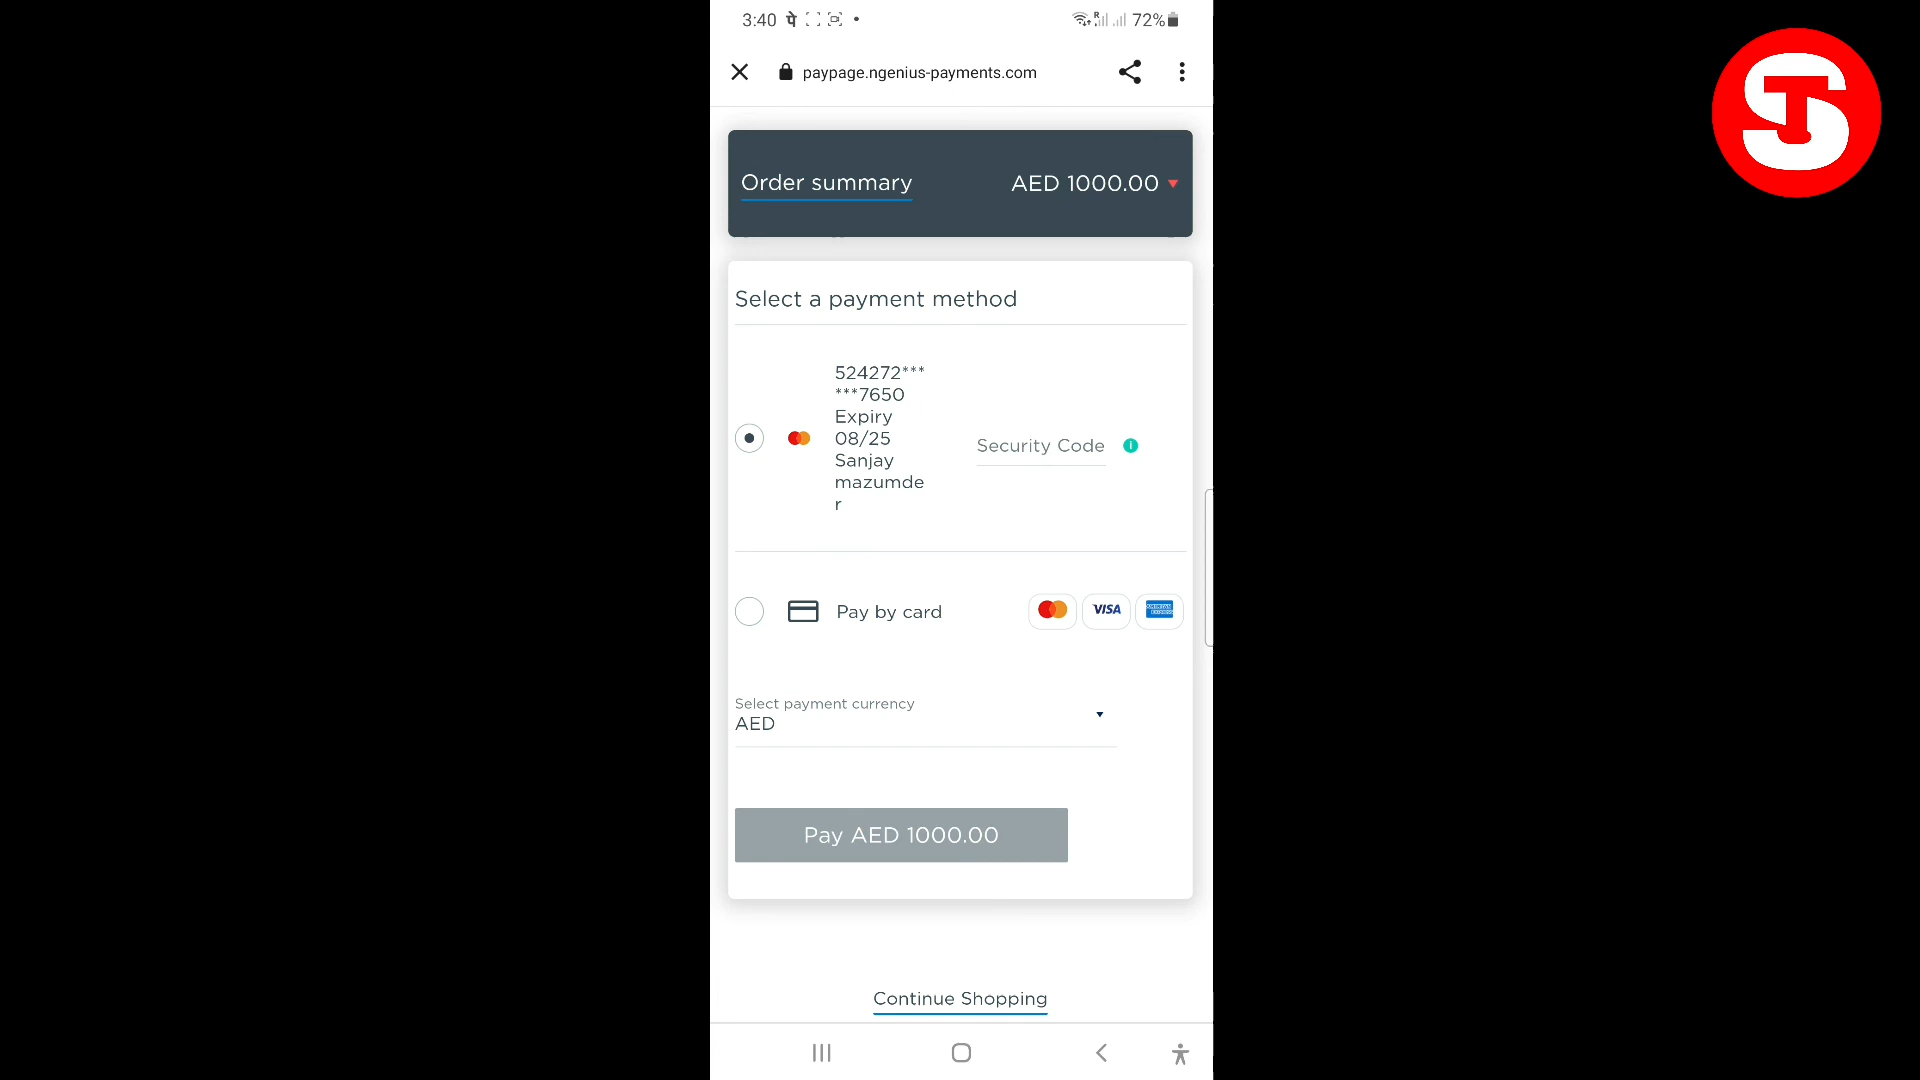 3:40 पे 72%
paypage.ngenius-payments.com
Order summary AED 1000.00
Select a payment method
524272***
***7650
Expiry
08/25
Sanjay
mazumde
r
Security Code
Pay by card VISA
Select payment currency
AED
Pay AED 1000.00
Continue Shopping